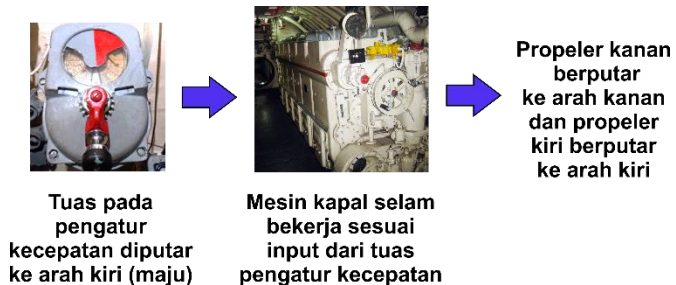 Tuas pada
pengatur
kecepatan diputar
ke arah kiri (maju)
Mesin kapal selam
bekerja sesuai
input dari tuas
pengatur kecepatan
Propeler kanan
berputar
ke arah kanan
dan propeler
kiri berputar
ke arah kiri